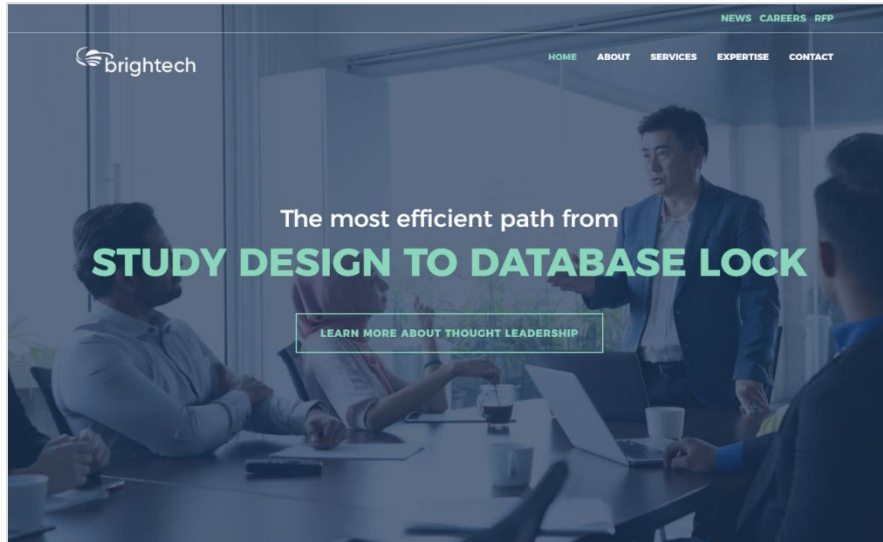 NEWS CAREERS RFP
brightech
HOME ABOUT SERVICES EXPERTISE CONTACT
The most efficient path from
STUDY DESIGN TO DATABASE LOCK
LEARN MORE ABOUT THOUGHT LEADERSHIP